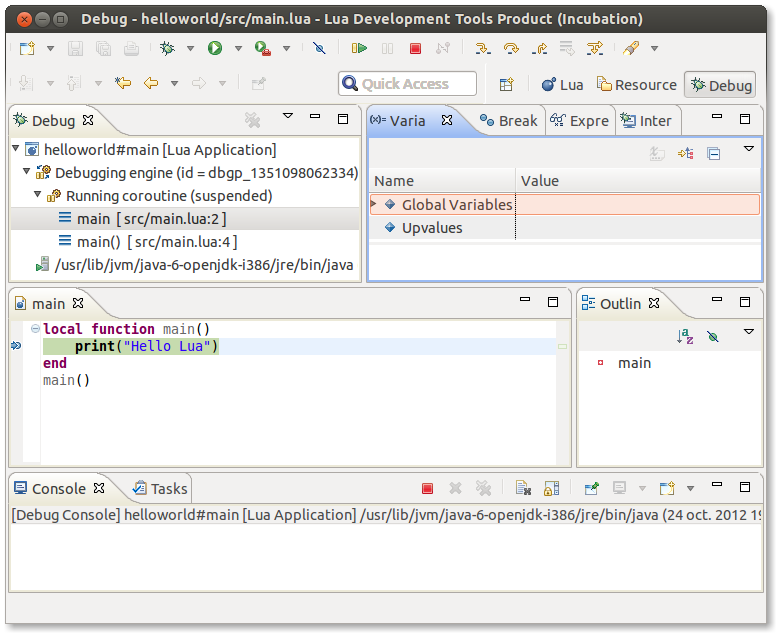 Debug - helloworld/src/main.lua - Lua Development Tools Product (Incubation)
Quick Access
Lua
Resource
Debug
Debug
helloworld#main [Lua Application]
Debugging engine (id = dbgp_1351098062334)
Running coroutine (suspended)
main [ src/main.lua:2 ]
main() [ src/main.lua:4 ]
/usr/lib/jvm/java-6-openjdk-i386/jre/bin/java
(x)= Varia
Break
Expre
Inter
Name Value
Global Variables
Upvalues
main
local function main()
print("Hello Lua")
end
main()
Outlin
main
Console
Tasks
[Debug Console] helloworld#main [Lua Application] /usr/lib/jvm/java-6-openjdk-i386/jre/bin/java (24 oct. 2012 19